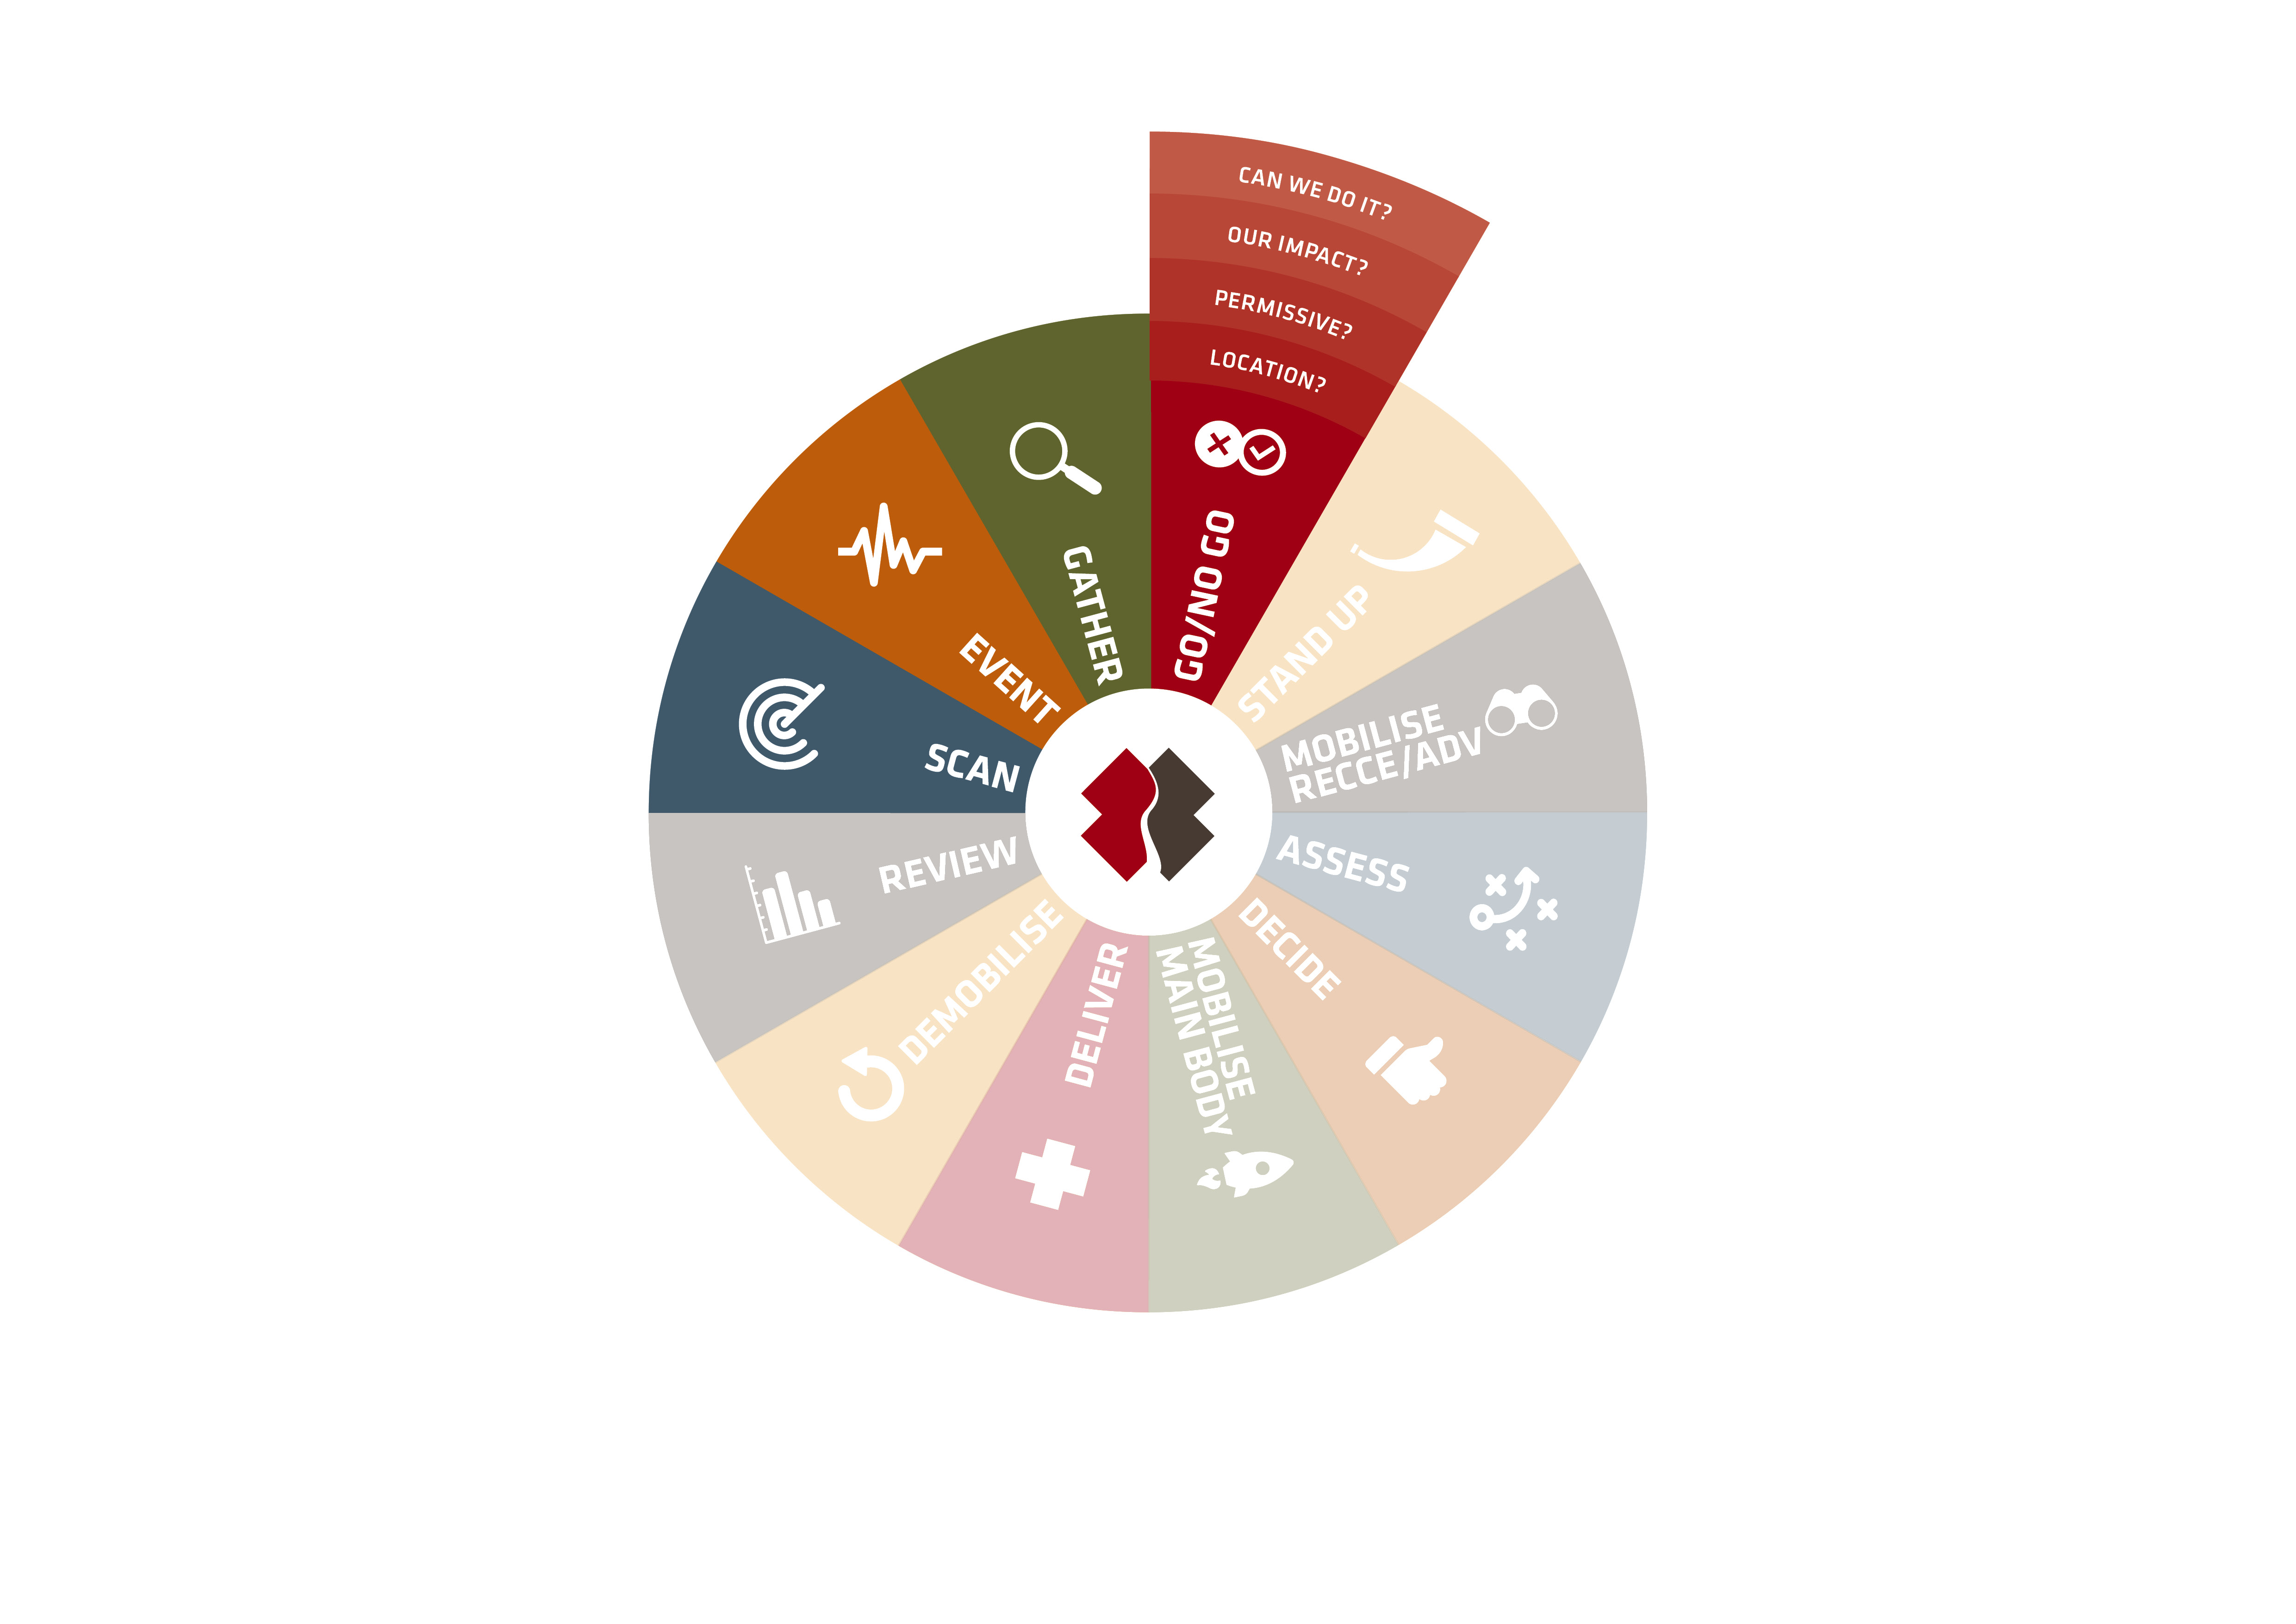 CAN WE DO IT?
OUR IMPACT?
PERMISSIVE?
LOCATION?
GO/NO GO
STAND UP
MOBILISE
RECCE/ADV
ASSESS
DECIDE
MOBILISE
MAIN BODY
DELIVER
DEMOBILISE
REVIEW
SCAN
EVENT
GATHER